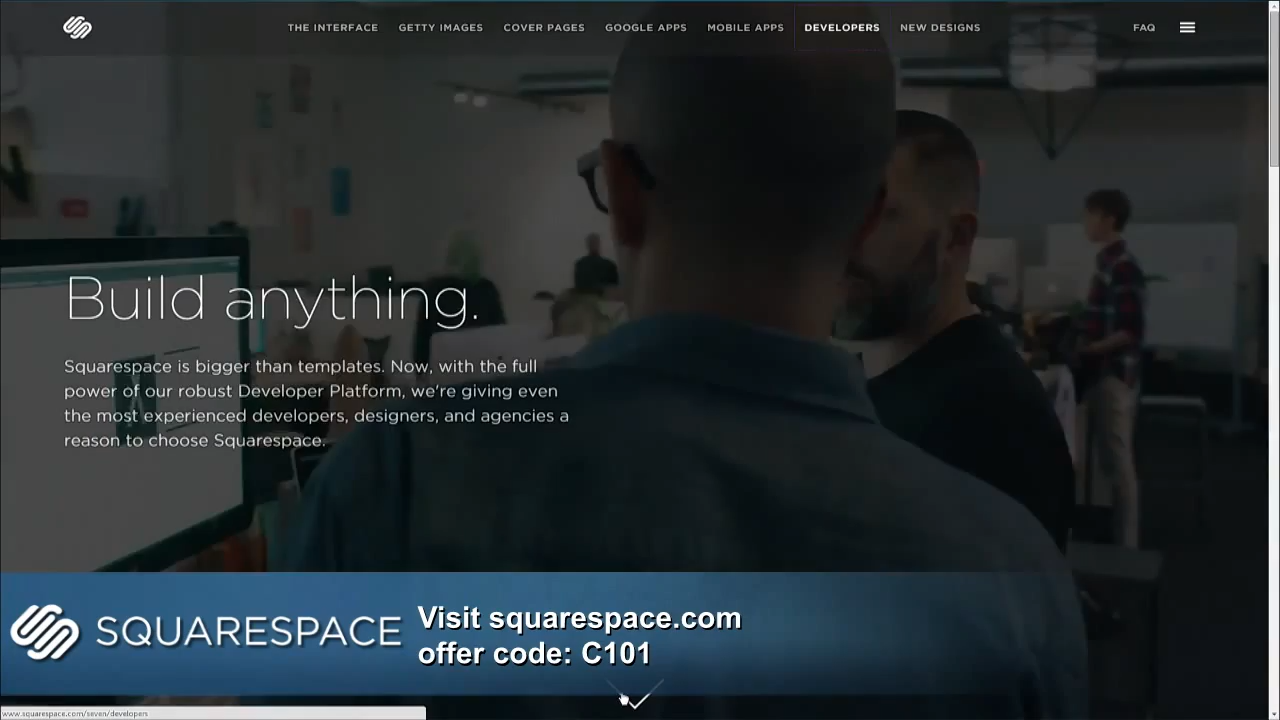 THE INTERFACE GETTY IMAGES COVER PAGES GOOGLE APPS MOBILE APPS DEVELOPERS NEW DESIGNS FAQ
Build anything.
Squarespace is bigger than templates. Now, with the full
power of our robust Developer Platform, we're giving even
the most experienced developers, designers, and agencies a
reason to choose Squarespace.
SQUARESPACE
Visit squarespace.com
offer code: C101
www.squarespace.com/seven/developers